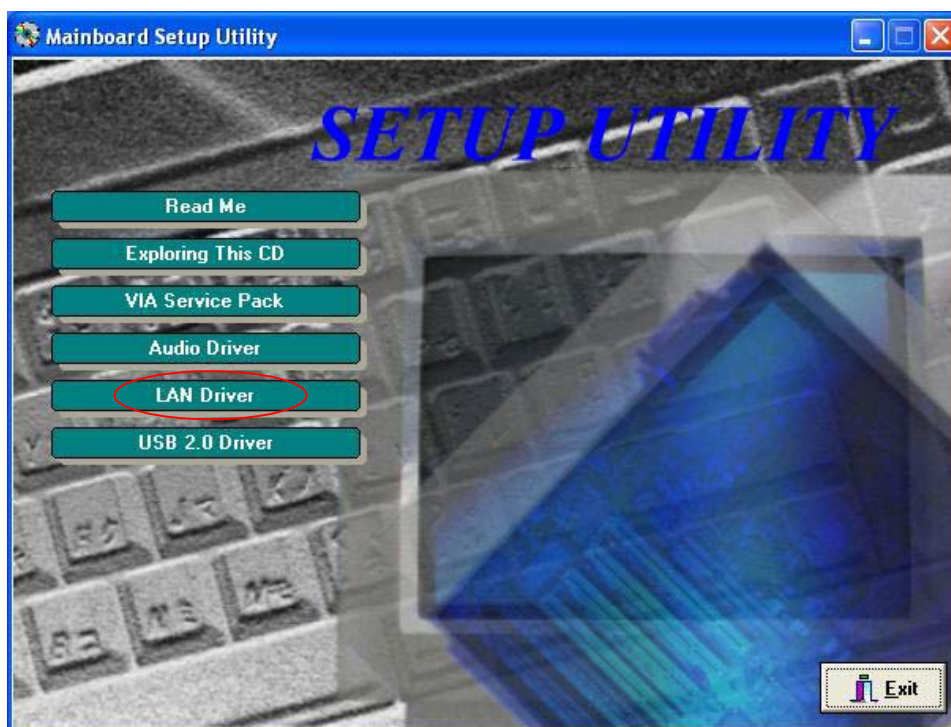 Mainboard Setup Utility
SETUP UTILITY
Read Me
Exploring This CD
VIA Service Pack
Audio Driver
LAN Driver
USB 2.0 Driver
Exit